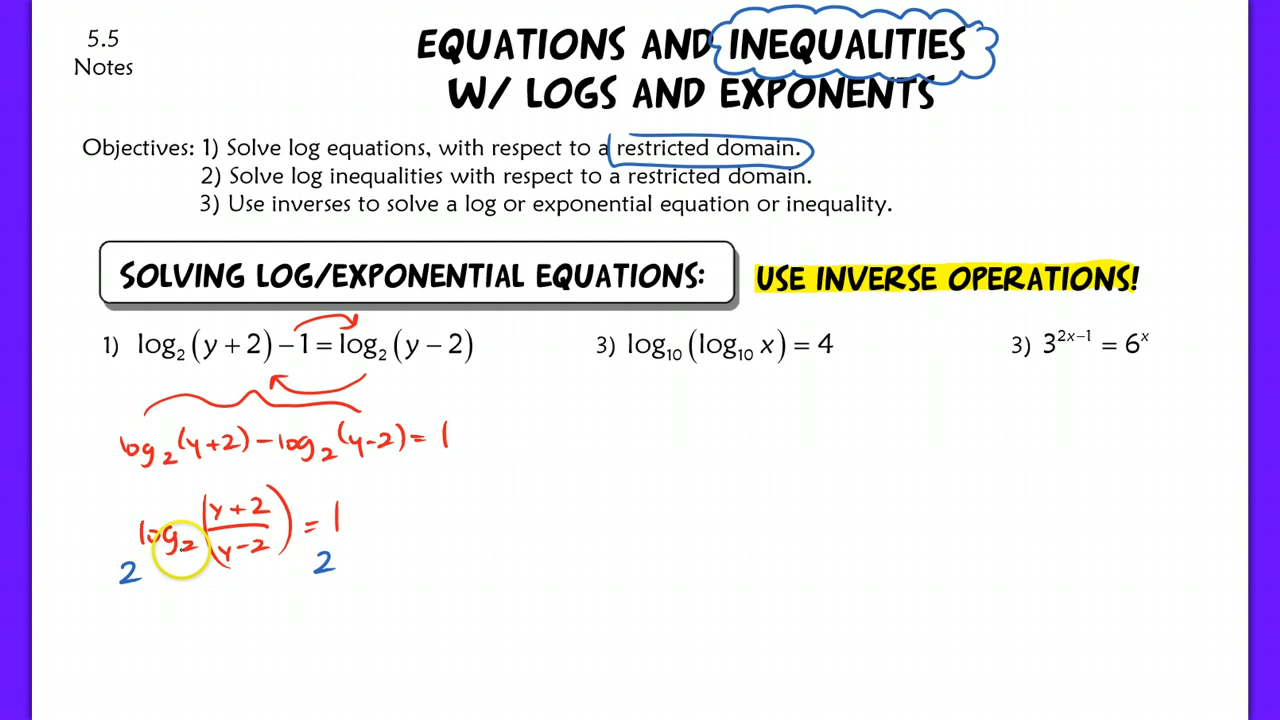 5.5
Notes
EQUATIONS AND INEQUALITIES
W/ LOGS AND EXPONENTS
Objectives: 1) Solve log equations, with respect to a restricted domain.
2) Solve log inequalities with respect to a restricted domain.
3) Use inverses to solve a log or exponential equation or inequality.
SOLVING LOG/EXPONENTIAL EQUATIONS:
USE INVERSE OPERATIONS!
1) log₂(y + 2) − 1 = log₂(y − 2)
log₂(y+2) − log₂(y−2) = 1
log₂((y+2)/(y−2)) = 1
2 2
3) log₁₀(log₁₀ x) = 4
3) 3²ˣ⁻¹ = 6ˣ